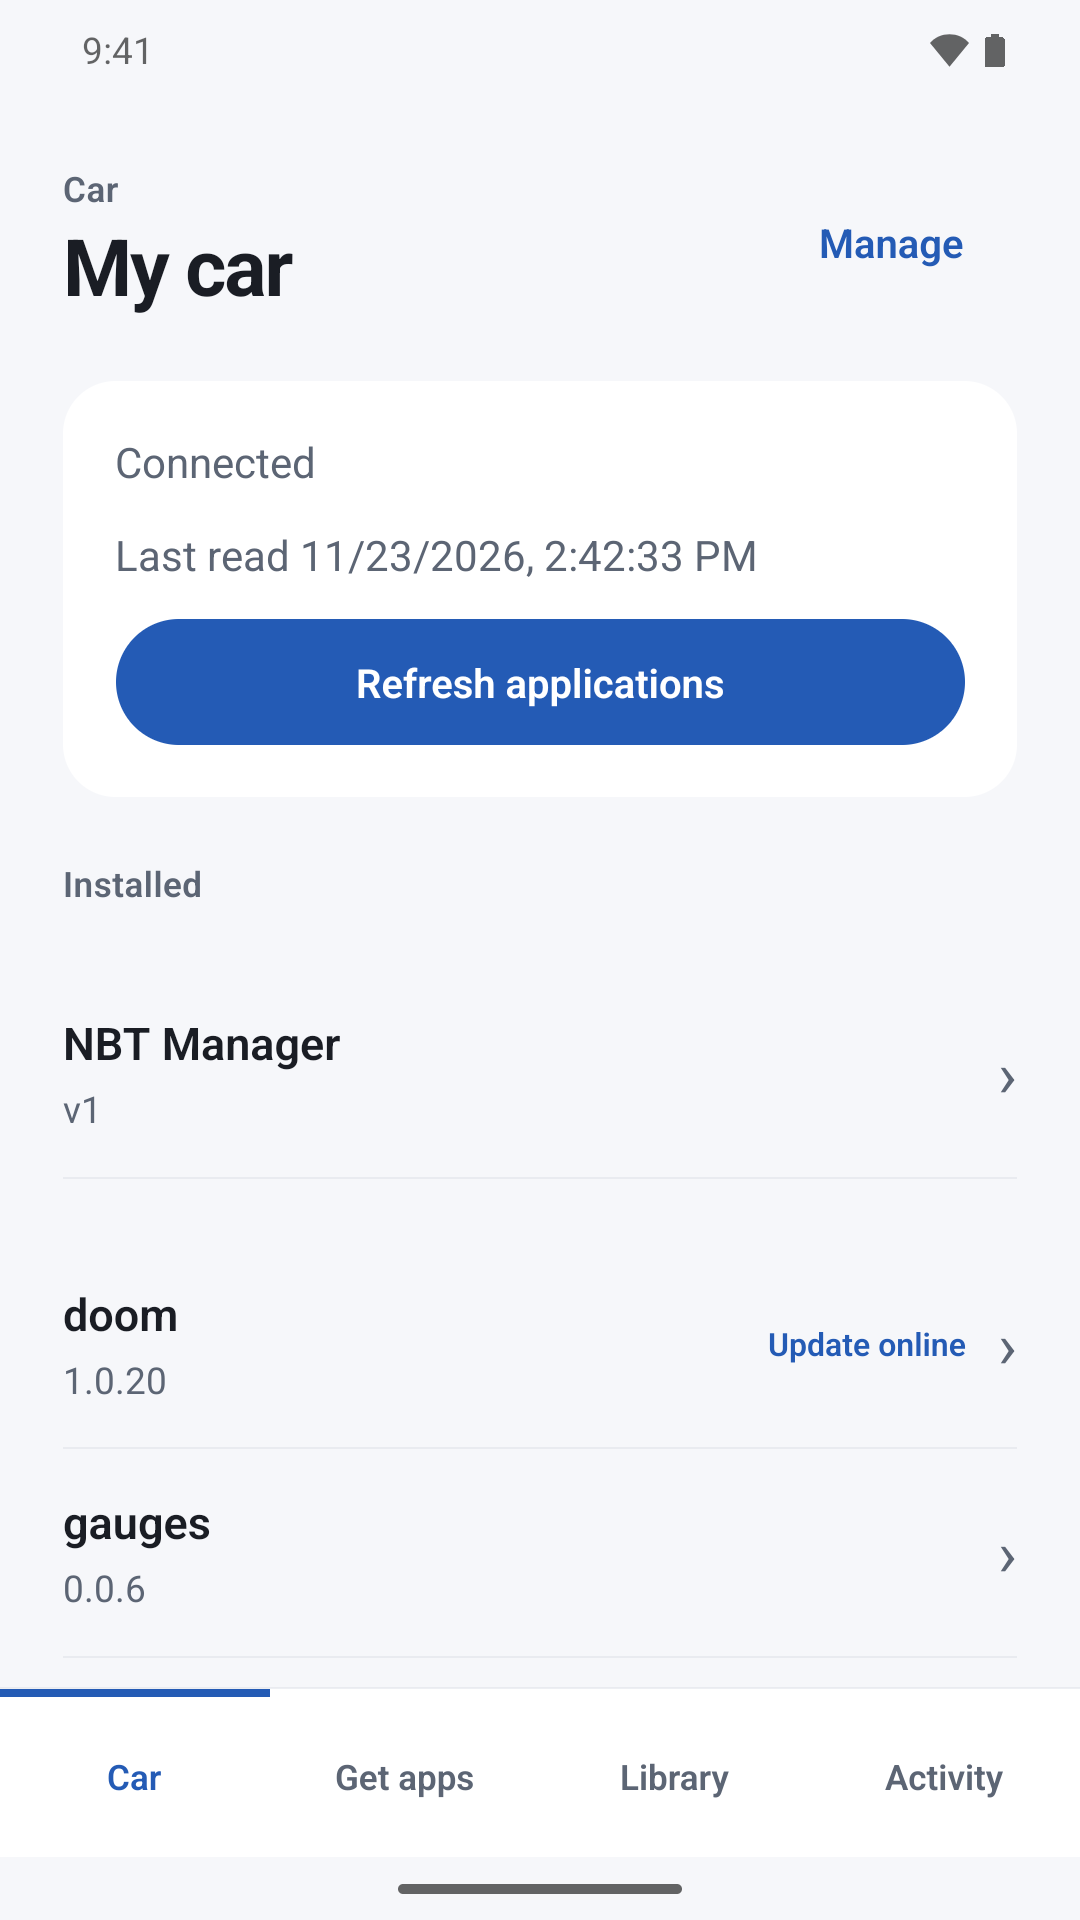 9:41
Car
My car
Manage
Connected
Last read 11/23/2026, 2:42:33 PM
Refresh applications
Installed
NBT Manager
v1
doom
1.0.20
Update online
gauges
0.0.6
Car
Get apps
Library
Activity